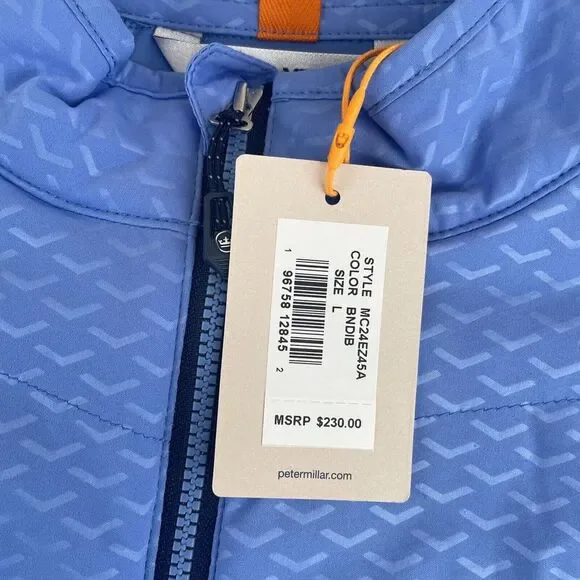 STYLE MC24EZ45A
COLOR BNDIB
SIZE L
1 96758 12845 2
MSRP $230.00
petermillar.com